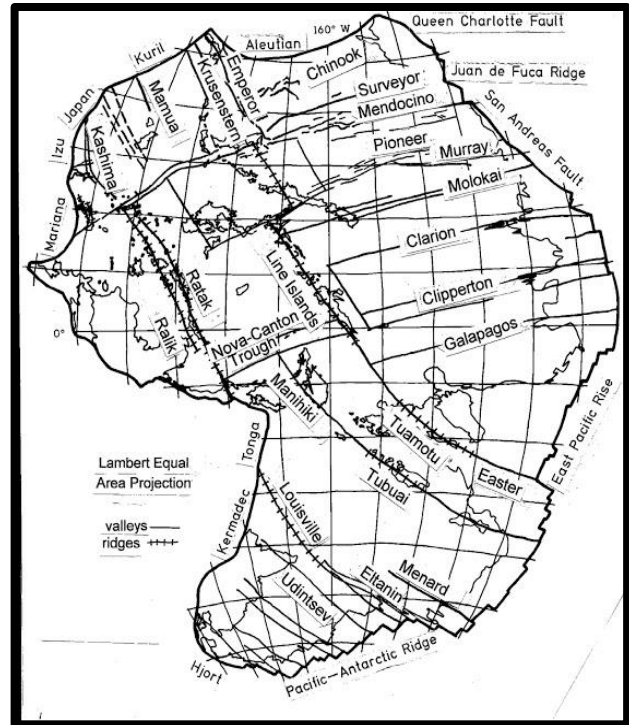 160° W
Queen Charlotte Fault
Aleutian
Kuril
Emperor
Chinook
Juan de Fuca Ridge
Krusenstern
Surveyor
Japan
Mamua
Mendocino
San Andreas Fault
Izu
Kashima
Pioneer
Murray
Molokai
Mariana
Clarion
Ratak
Line Islands
Clipperton
Ralik
Nova-Canton
Trough
0°
Galapagos
Manihiki
East Pacific Rise
Tuamotu
Tonga
Easter
Lambert Equal
Area Projection
Tubuai
Louisville
valleys
ridges
Kermadec
Menard
Eltanin
Udintsev
Pacific-Antarctic Ridge
Hjort